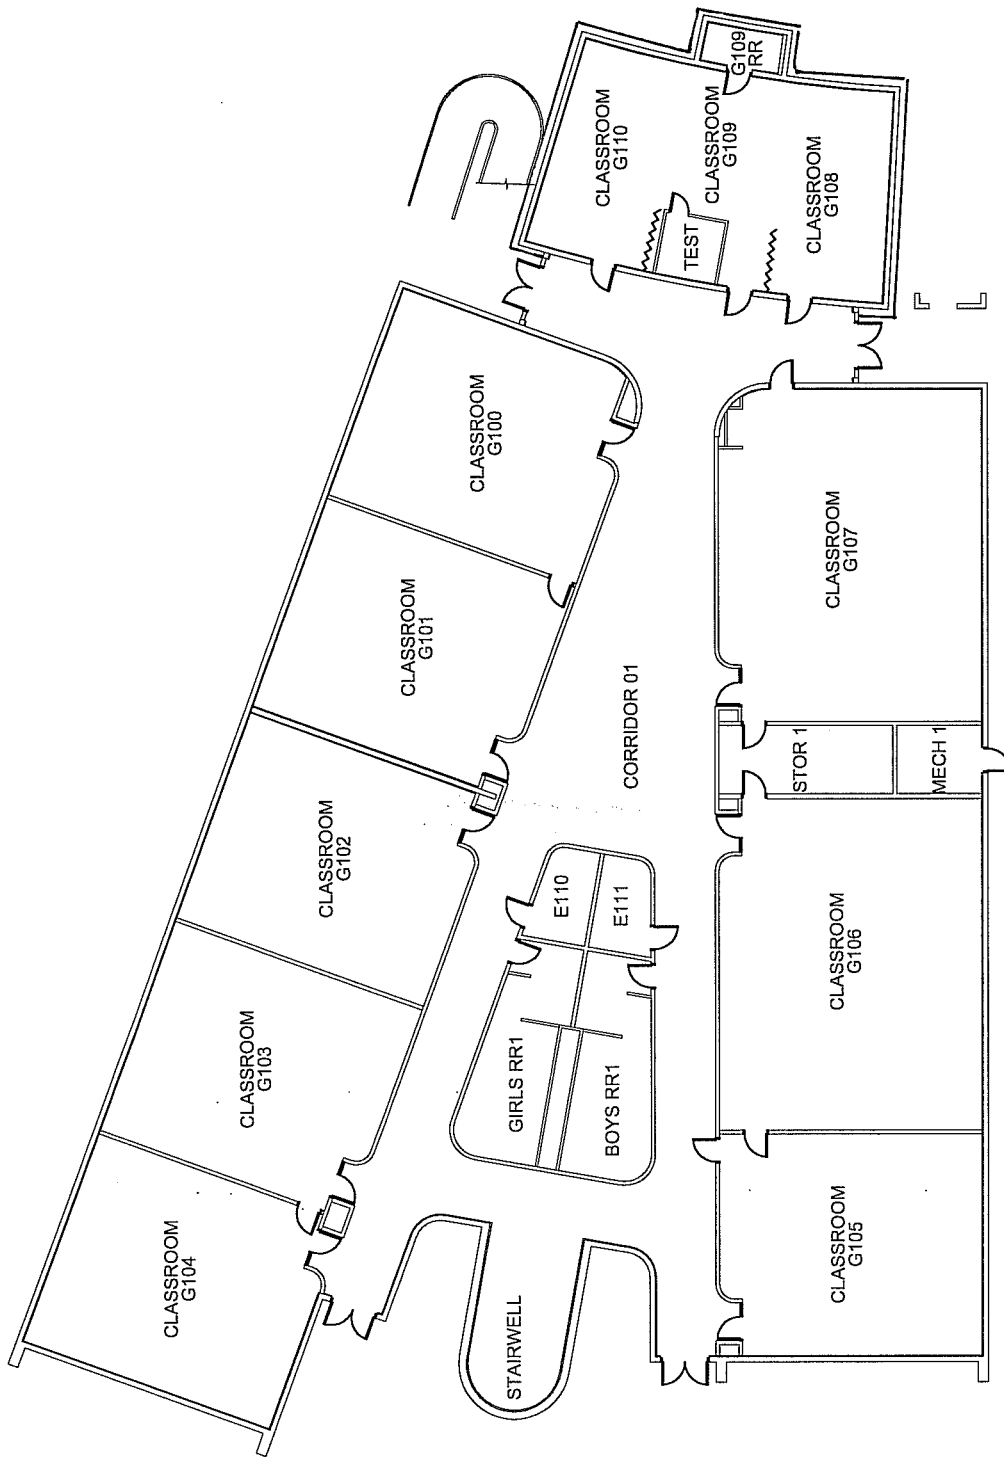 G109
RR
CLASSROOM
G110
CLASSROOM
G109
CLASSROOM
G108
TEST
CLASSROOM
G100
CLASSROOM
G101
CLASSROOM
G107
CORRIDOR 01
STOR 1
MECH 1
CLASSROOM
G102
E110
E111
CLASSROOM
G106
CLASSROOM
G103
GIRLS RR1
BOYS RR1
CLASSROOM
G104
CLASSROOM
G105
STAIRWELL